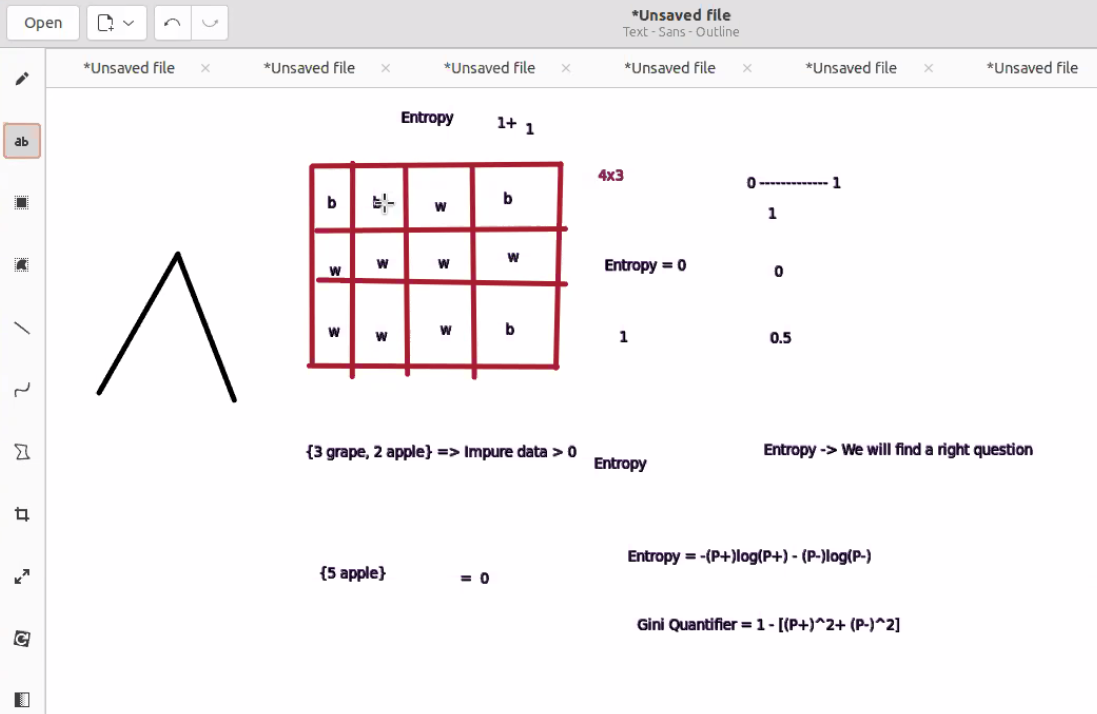 Open
*Unsaved file
Text - Sans - Outline
*Unsaved file × *Unsaved file × *Unsaved file × *Unsaved file × *Unsaved file × *Unsaved file
ab
Entropy 1+ 1
4x3
0 ------------- 1
b b w b
1
w w w w
Entropy = 0
0
w w w b
1
0.5
{3 grape, 2 apple} => Impure data > 0
Entropy
Entropy -> We will find a right question
Entropy = -(P+)log(P+) - (P-)log(P-)
{5 apple} = 0
Gini Quantifier = 1 - [(P+)^2+ (P-)^2]